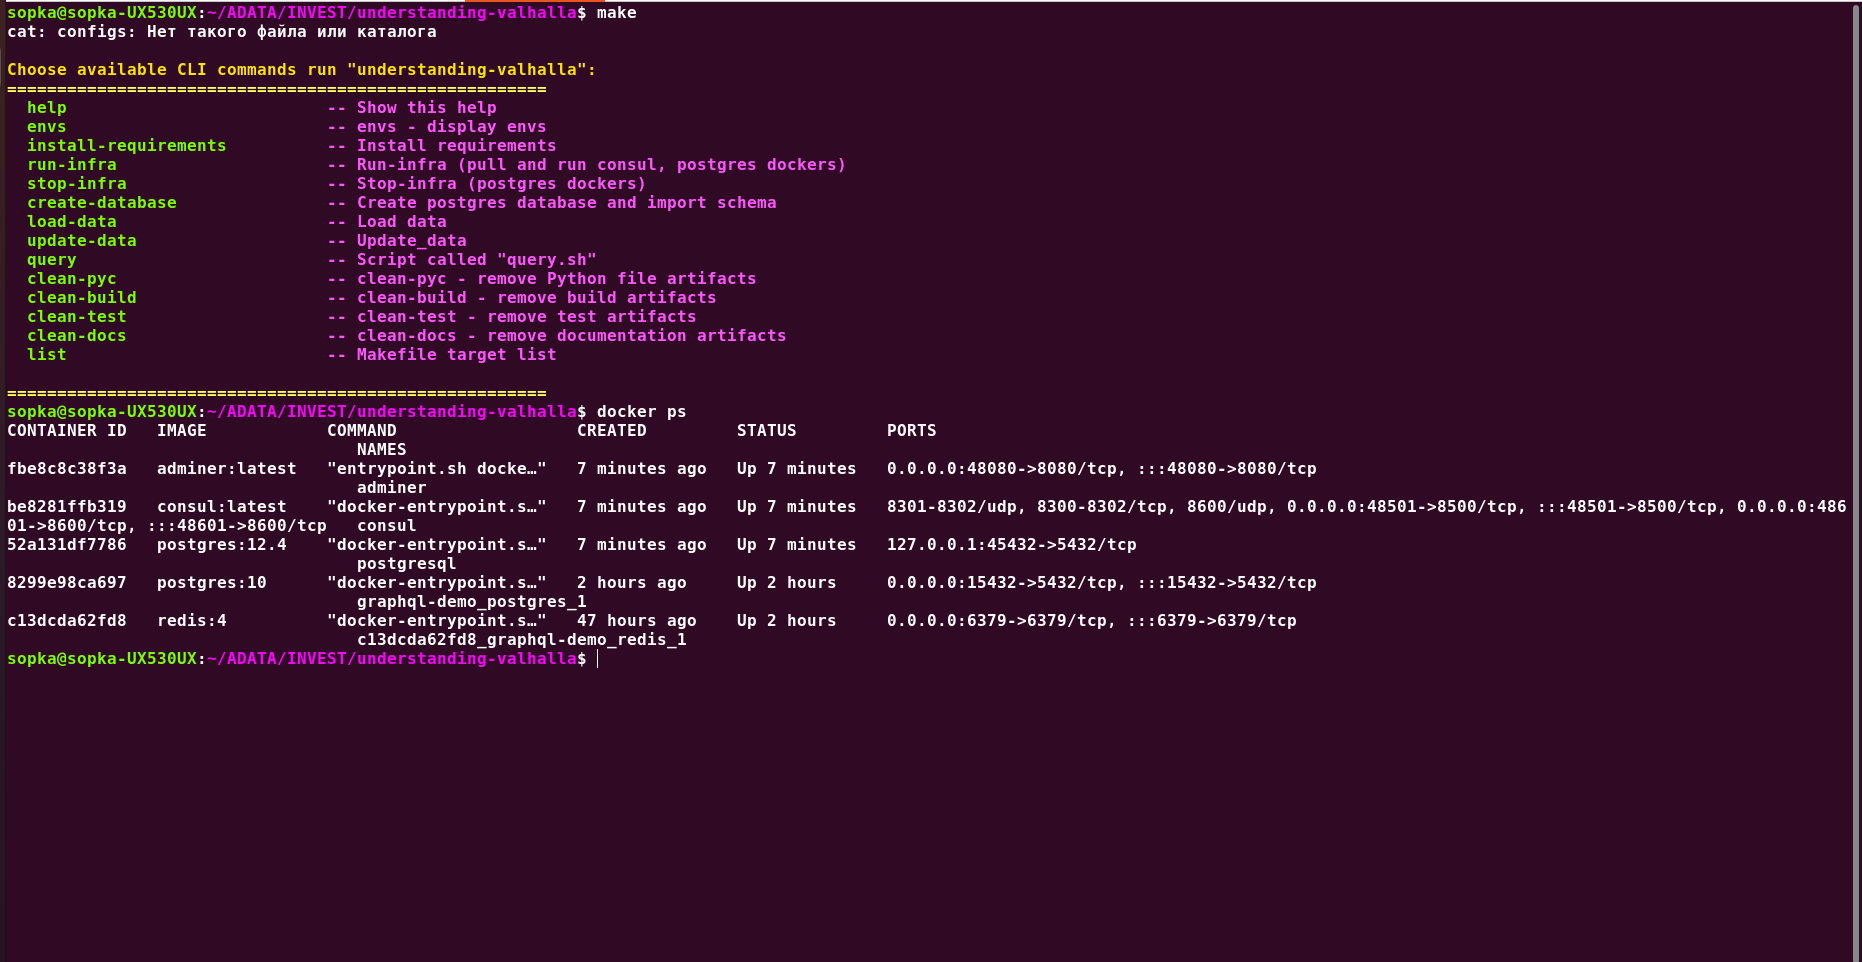 sopka@sopka-UX530UX:~/ADATA/INVEST/understanding-valhalla$ make
cat: configs: Нет такого файла или каталога
Choose available CLI commands run "understanding-valhalla":
======================================================
help -- Show this help
envs -- envs - display envs
install-requirements -- Install requirements
run-infra -- Run-infra (pull and run consul, postgres dockers)
stop-infra -- Stop-infra (postgres dockers)
create-database -- Create postgres database and import schema
load-data -- Load data
update-data -- Update_data
query -- Script called "query.sh"
clean-pyc -- clean-pyc - remove Python file artifacts
clean-build -- clean-build - remove build artifacts
clean-test -- clean-test - remove test artifacts
clean-docs -- clean-docs - remove documentation artifacts
list -- Makefile target list
======================================================
sopka@sopka-UX530UX:~/ADATA/INVEST/understanding-valhalla$ docker ps
CONTAINER ID IMAGE COMMAND CREATED STATUS PORTS
NAMES
fbe8c8c38f3a adminer:latest "entrypoint.sh docke…" 7 minutes ago Up 7 minutes 0.0.0.0:48080->8080/tcp, :::48080->8080/tcp
adminer
be8281ffb319 consul:latest "docker-entrypoint.s…" 7 minutes ago Up 7 minutes 8301-8302/udp, 8300-8302/tcp, 8600/udp, 0.0.0.0:48501->8500/tcp, :::48501->8500/tcp, 0.0.0.0:486
01->8600/tcp, :::48601->8600/tcp consul
52a131df7786 postgres:12.4 "docker-entrypoint.s…" 7 minutes ago Up 7 minutes 127.0.0.1:45432->5432/tcp
postgresql
8299e98ca697 postgres:10 "docker-entrypoint.s…" 2 hours ago Up 2 hours 0.0.0.0:15432->5432/tcp, :::15432->5432/tcp
graphql-demo_postgres_1
c13dcda62fd8 redis:4 "docker-entrypoint.s…" 47 hours ago Up 2 hours 0.0.0.0:6379->6379/tcp, :::6379->6379/tcp
c13dcda62fd8_graphql-demo_redis_1
sopka@sopka-UX530UX:~/ADATA/INVEST/understanding-valhalla$